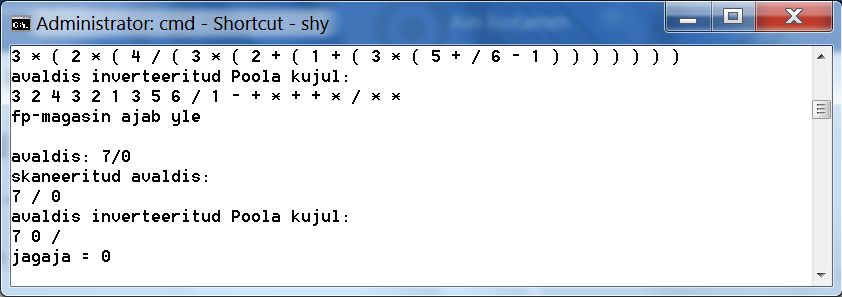 Administrator: cmd - Shortcut - shy
3 * ( 2 * ( 4 / ( 3 * ( 2 + ( 1 + ( 3 * ( 5 + / 6 - 1 ) ) ) ) ) ) )
avaldis inverteeritud Poola kujul:
3 2 4 3 2 1 3 5 6 / 1 - + * + + * / * *
fp-magasin ajab yle
avaldis: 7/0
skaneeritud avaldis:
7 / 0
avaldis inverteeritud Poola kujul:
7 0 /
jagaja = 0